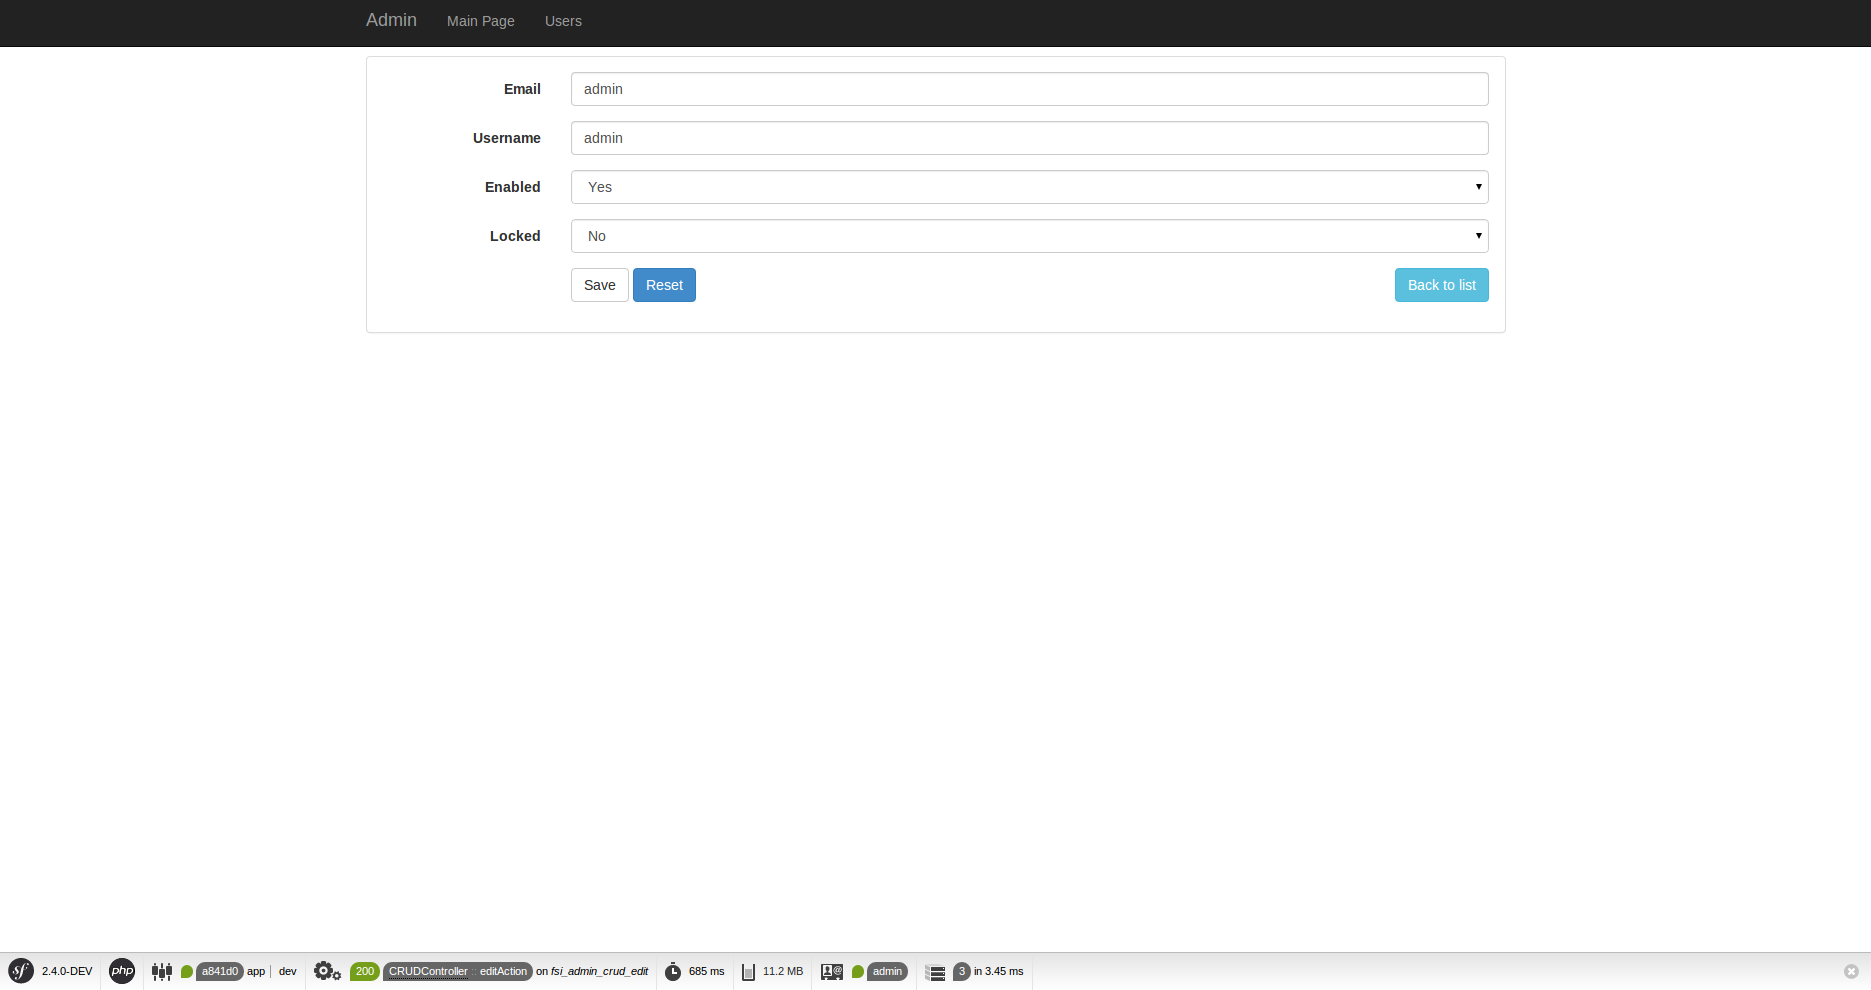 Admin Main Page Users
Email admin
Username admin
Enabled Yes
Locked No
Save Reset Back to list
sf 2.4.0-DEV php a841d0 app | dev 200 CRUDController :: editAction on fsi_admin_crud_edit 685 ms 11.2 MB admin 3 in 3.45 ms